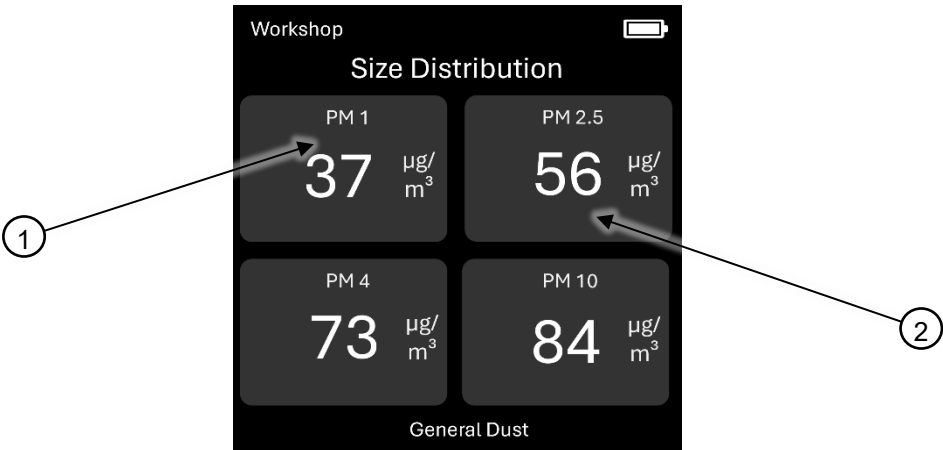 Workshop
Size Distribution
PM 1
37 µg/
m³
PM 2.5
56 µg/
m³
1
2
PM 4
73 µg/
m³
PM 10
84 µg/
m³
General Dust